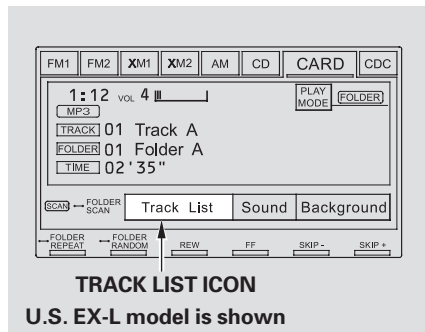 FM1 FM2 XM1 XM2 AM CD CARD CDC
1:12 VOL 4 PLAY MODE FOLDER
MP3
TRACK 01 Track A
FOLDER 01 Folder A
TIME 02'35"
SCAN FOLDER SCAN Track List Sound Background
FOLDER REPEAT FOLDER RANDOM REW FF SKIP - SKIP +
TRACK LIST ICON
U.S. EX-L model is shown